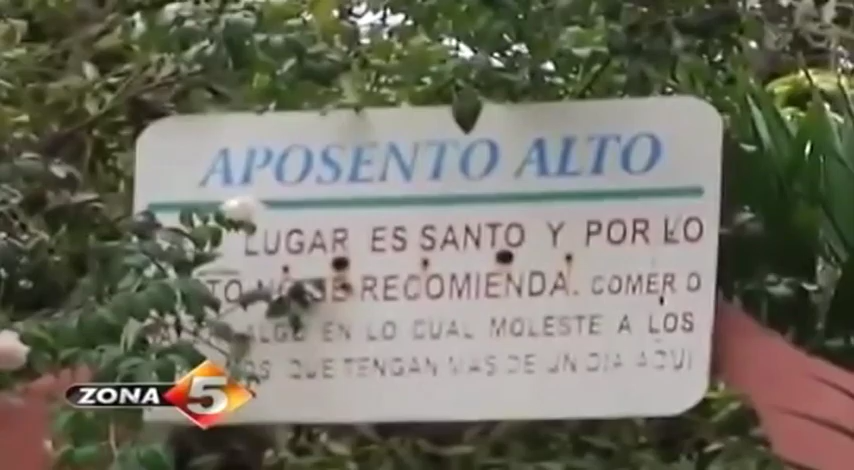 APOSENTO ALTO
LUGAR ES SANTO Y POR LO
TO NO SE RECOMIENDA. COMER O
ALGO EN LO CUAL MOLESTE A LOS
OS QUE TENGAN MAS DE UN DIA AQUI
ZONA 5